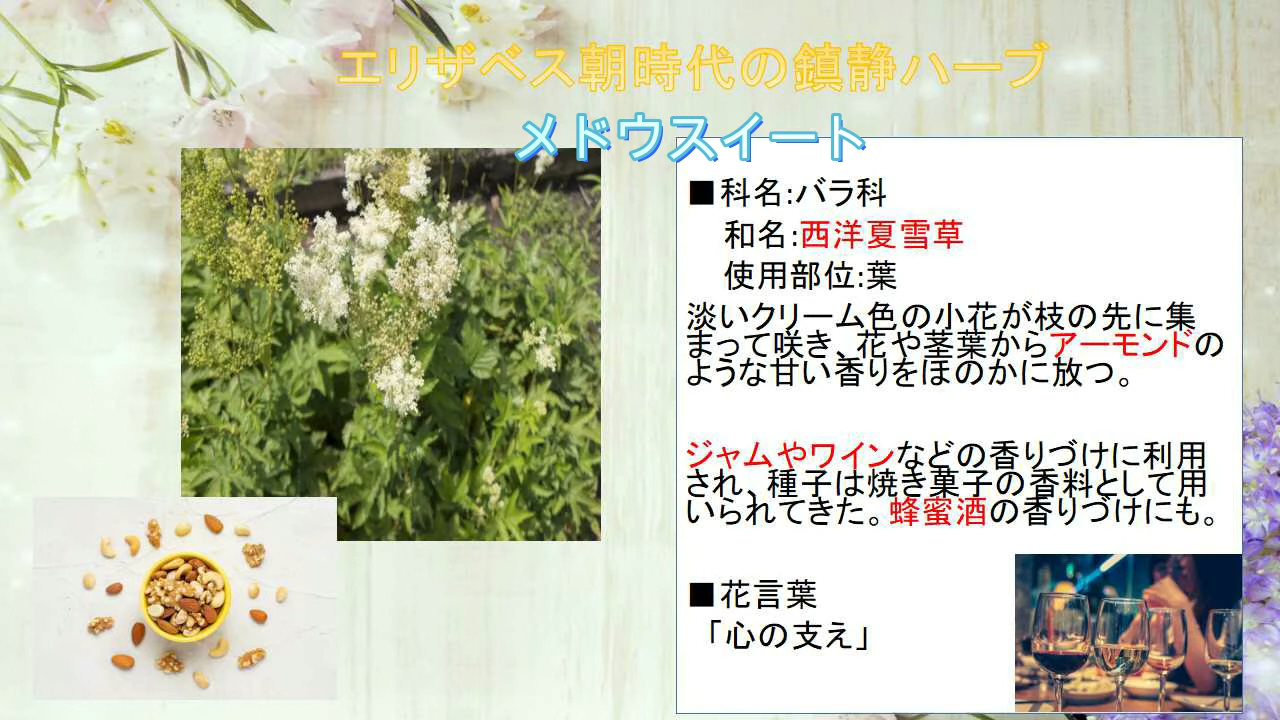 エリザベス朝時代の鎮静ハーブ
メドウスイート
■科名:バラ科
和名:西洋夏雪草
使用部位:葉
淡いクリーム色の小花が枝の先に集
まって咲き、花や茎葉からアーモンドの
ような甘い香りをほのかに放つ。
ジャムやワインなどの香りづけに利用
され、種子は焼き菓子の香料として用
いられてきた。蜂蜜酒の香りづけにも。
■花言葉
「心の支え」